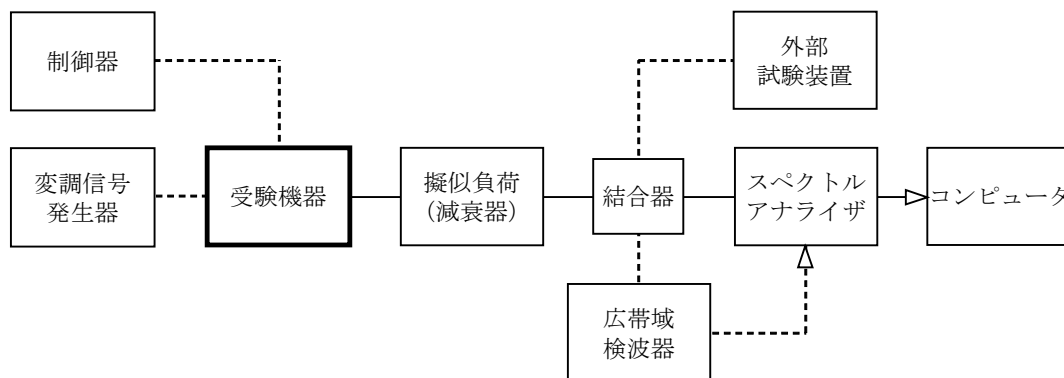 制御器
外部
試験装置
変調信号
発生器
受験機器
擬似負荷
（減衰器）
結合器
スペクトル
アナライザ
コンピュータ
広帯域
検波器